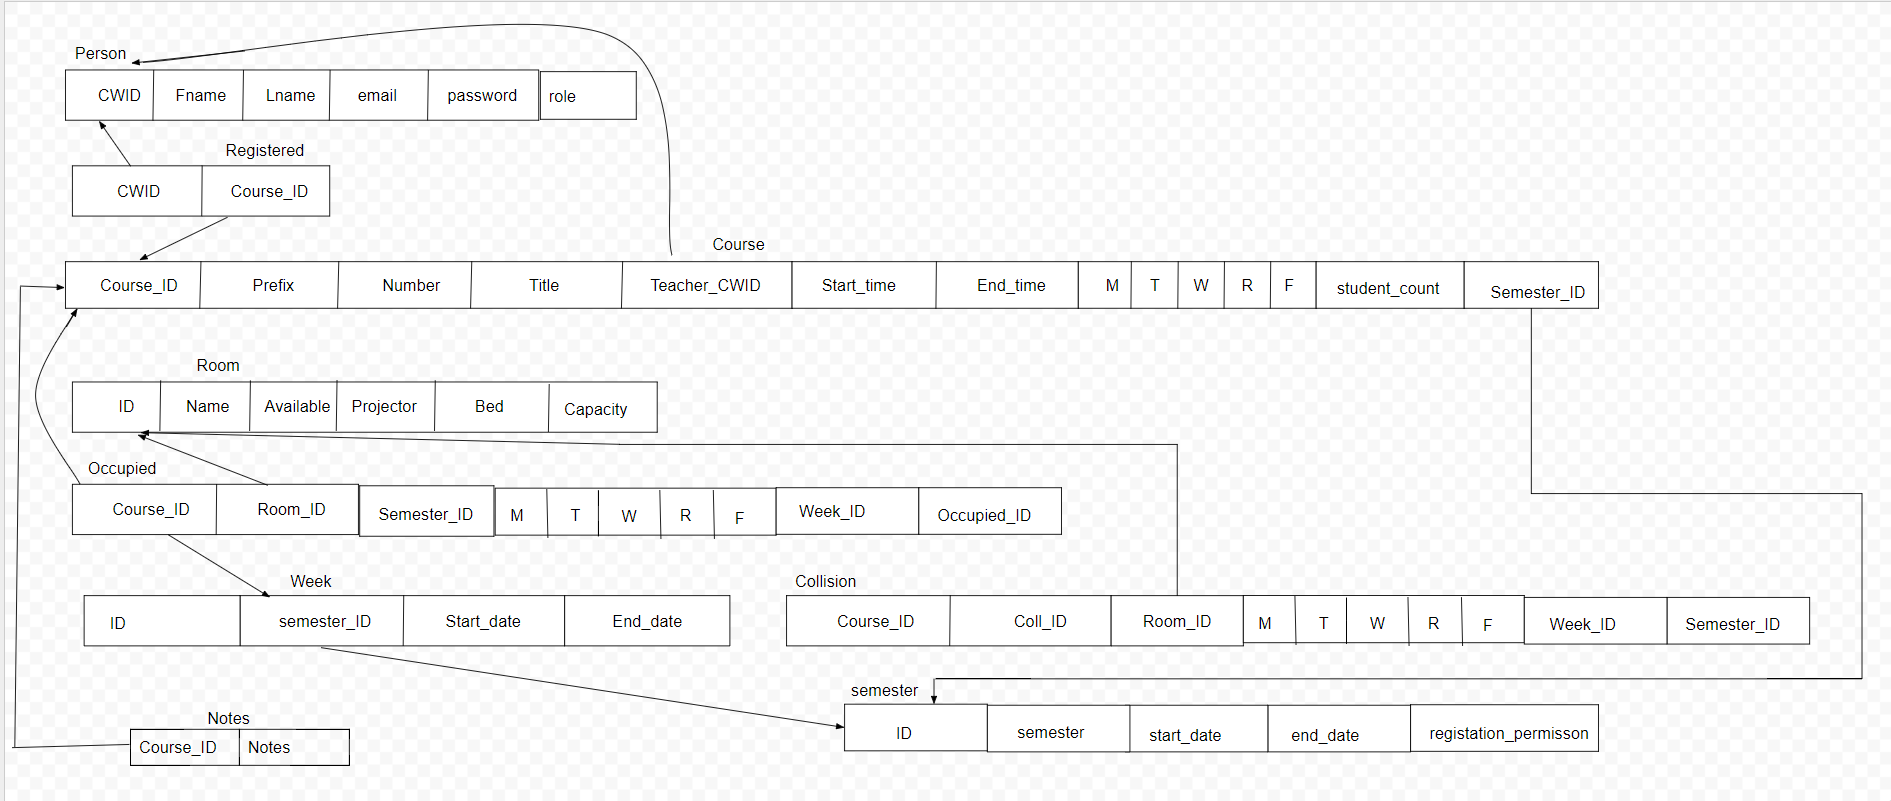 Person
CWID Fname Lname email password role
Registered
CWID Course_ID
Course
Course_ID Prefix Number Title Teacher_CWID Start_time End_time M T W R F student_count Semester_ID
Room
ID Name Available Projector Bed Capacity
Occupied
Course_ID Room_ID Semester_ID M T W R F Week_ID Occupied_ID
Week
ID semester_ID Start_date End_date
Collision
Course_ID Coll_ID Room_ID M T W R F Week_ID Semester_ID
semester
ID semester start_date end_date registation_permisson
Notes
Course_ID Notes